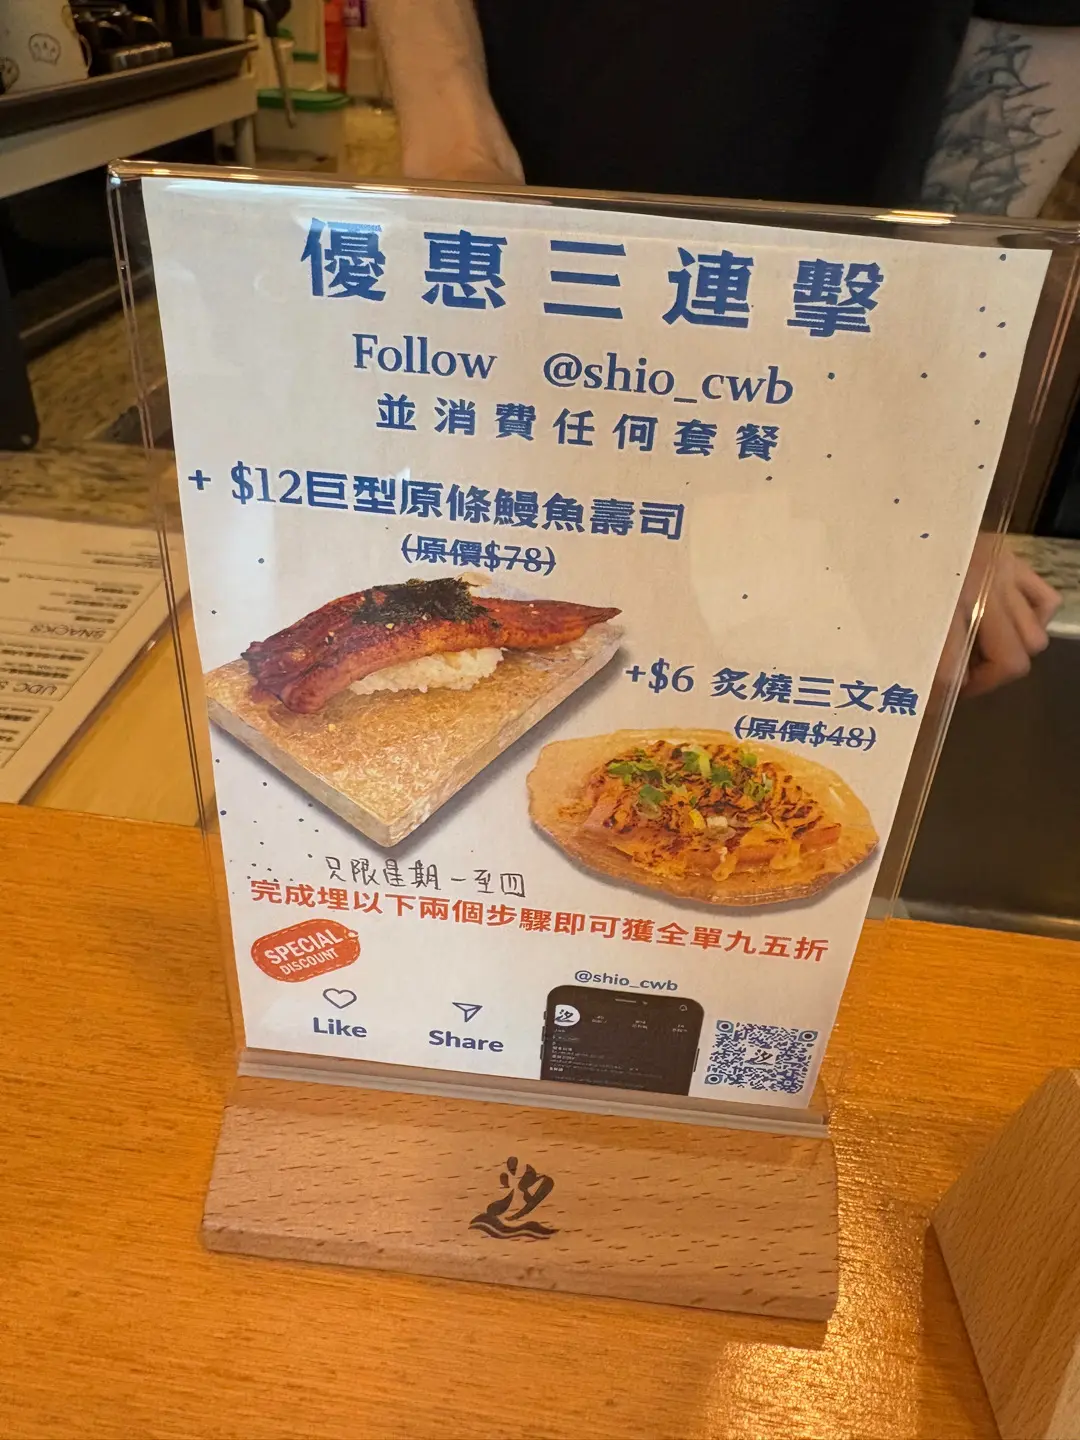 優惠三連擊
Follow @shio_cwb
並消費任何套餐
+ $12巨型原條鰻魚壽司
(原價$78)
+$6 炙燒三文魚
(原價$48)
只限星期一至四
完成埋以下兩個步驟即可獲全單九五折
SPECIAL
DISCOUNT
@shio_cwb
Like
Share
汐
SNACKS